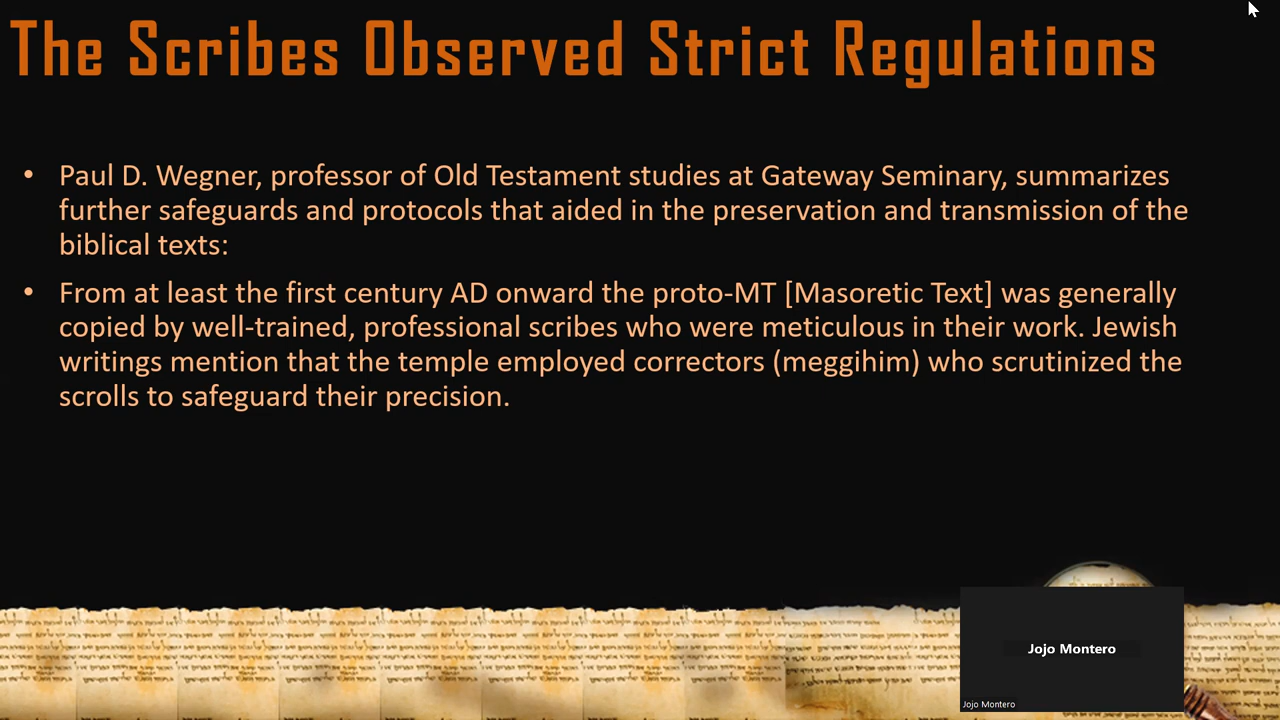 The Scribes Observed Strict Regulations
• Paul D. Wegner, professor of Old Testament studies at Gateway Seminary, summarizes
further safeguards and protocols that aided in the preservation and transmission of the
biblical texts:
• From at least the first century AD onward the proto-MT [Masoretic Text] was generally
copied by well-trained, professional scribes who were meticulous in their work. Jewish
writings mention that the temple employed correctors (meggihim) who scrutinized the
scrolls to safeguard their precision.
Jojo Montero
Jojo Montero